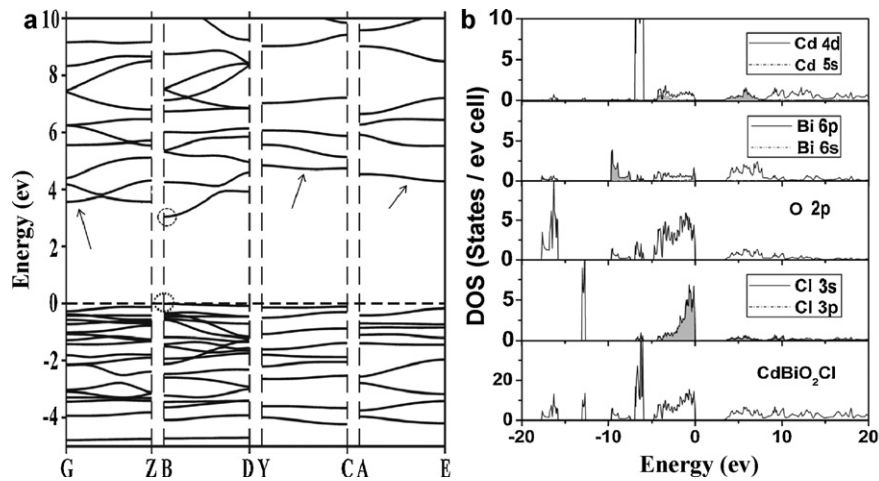 a
Energy (ev)
10
8
6
4
2
0
-2
-4
G Z B D Y C A E
b
DOS (States / ev cell)
10
5
0
Cd 4d
Cd 5s
5
0
Bi 6p
Bi 6s
5
0
O 2p
5
0
Cl 3s
Cl 3p
20
0
CdBiO₂Cl
-20 -10 0 10 20
Energy (ev)